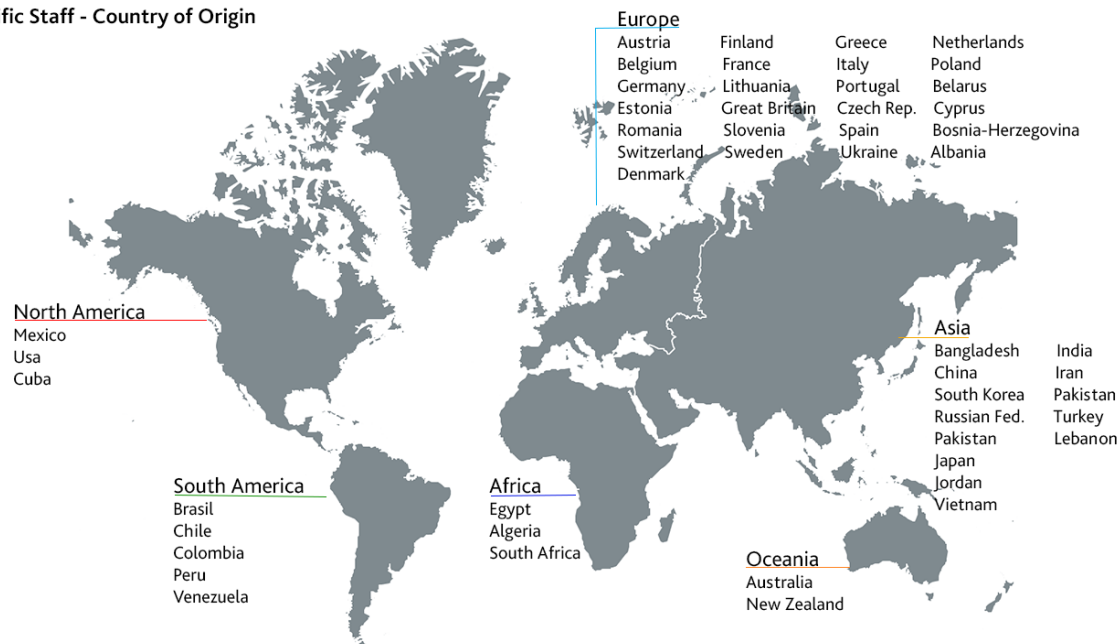 ific Staff - Country of Origin
Europe
Austria Finland Greece Netherlands
Belgium France Italy Poland
Germany Lithuania Portugal Belarus
Estonia Great Britain Czech Rep. Cyprus
Romania Slovenia Spain Bosnia-Herzegovina
Switzerland Sweden Ukraine Albania
Denmark
North America
Mexico
Usa
Cuba
Asia
Bangladesh India
China Iran
South Korea Pakistan
Russian Fed. Turkey
Pakistan Lebanon
Japan
Jordan
Vietnam
South America
Brasil
Chile
Colombia
Peru
Venezuela
Africa
Egypt
Algeria
South Africa
Oceania
Australia
New Zealand